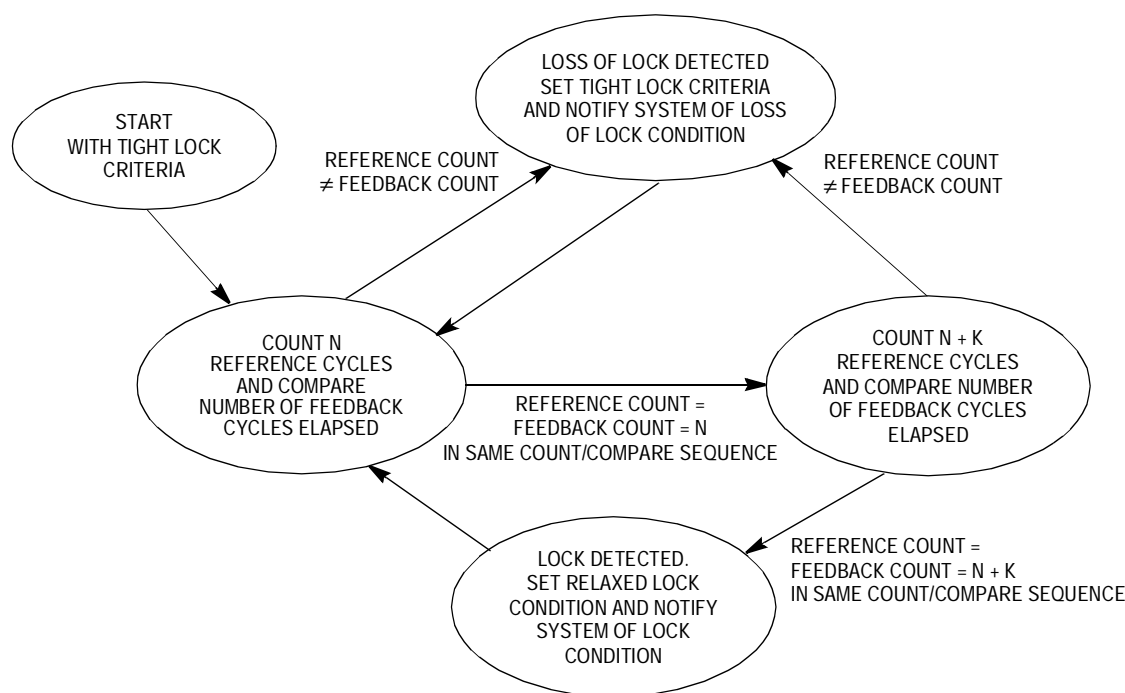 LOSS OF LOCK DETECTED
SET TIGHT LOCK CRITERIA
AND NOTIFY SYSTEM OF LOSS
OF LOCK CONDITION
START
WITH TIGHT LOCK
CRITERIA
REFERENCE COUNT
≠ FEEDBACK COUNT
REFERENCE COUNT
≠ FEEDBACK COUNT
COUNT N
REFERENCE CYCLES
AND COMPARE
NUMBER OF FEEDBACK
CYCLES ELAPSED
COUNT N + K
REFERENCE CYCLES
AND COMPARE NUMBER
OF FEEDBACK CYCLES
ELAPSED
REFERENCE COUNT =
FEEDBACK COUNT = N
IN SAME COUNT/COMPARE SEQUENCE
LOCK DETECTED.
SET RELAXED LOCK
CONDITION AND NOTIFY
SYSTEM OF LOCK
CONDITION
REFERENCE COUNT =
FEEDBACK COUNT = N + K
IN SAME COUNT/COMPARE SEQUENCE